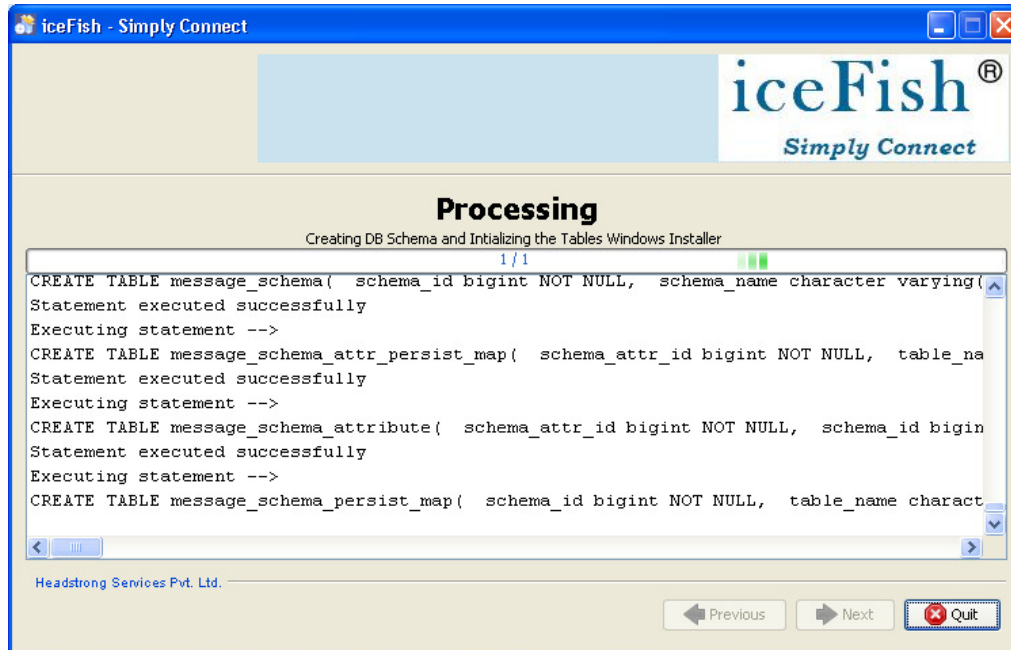 iceFish - Simply Connect
iceFish®
Simply Connect
Processing
Creating DB Schema and Intializing the Tables Windows Installer
1 / 1
CREATE TABLE message_schema(  schema_id bigint NOT NULL,  schema_name character varying(
Statement executed successfully
Executing statement -->
CREATE TABLE message_schema_attr_persist_map(  schema_attr_id bigint NOT NULL,  table_na
Statement executed successfully
Executing statement -->
CREATE TABLE message_schema_attribute(  schema_attr_id bigint NOT NULL,  schema_id bigin
Statement executed successfully
Executing statement -->
CREATE TABLE message_schema_persist_map(  schema_id bigint NOT NULL,  table_name charact
Headstrong Services Pvt. Ltd.
Previous Next Quit